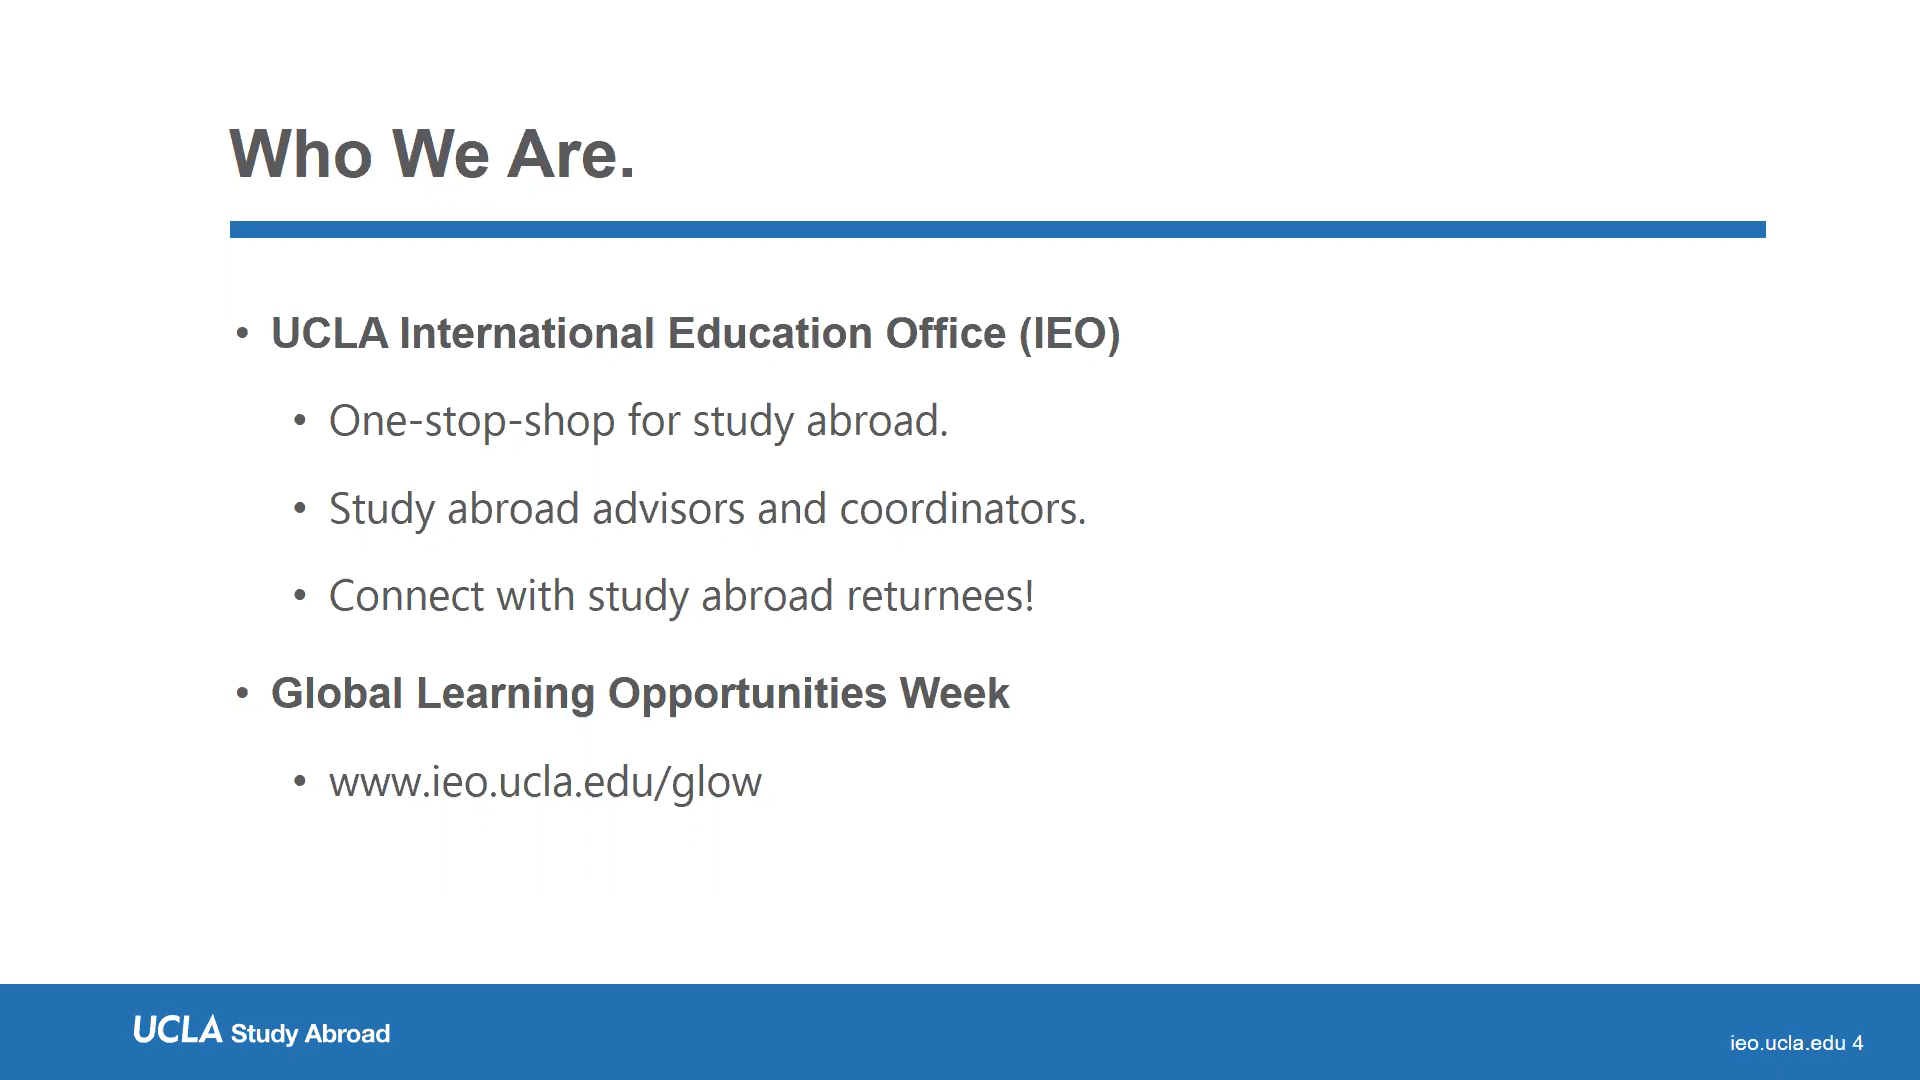 Who We Are.
• UCLA International Education Office (IEO)
• One-stop-shop for study abroad.
• Study abroad advisors and coordinators.
• Connect with study abroad returnees!
• Global Learning Opportunities Week
• www.ieo.ucla.edu/glow
UCLA Study Abroad
ieo.ucla.edu 4